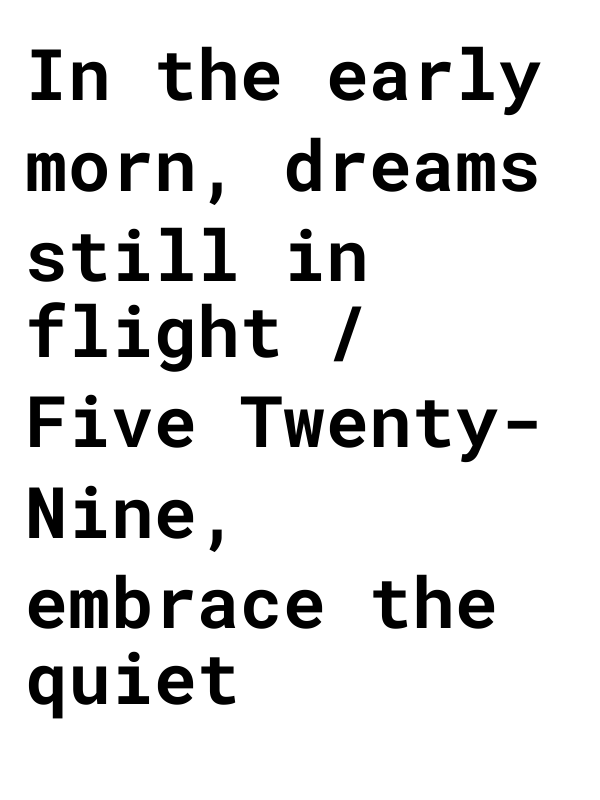 In the early
morn, dreams
still in
flight /
Five Twenty-
Nine,
embrace the
quiet